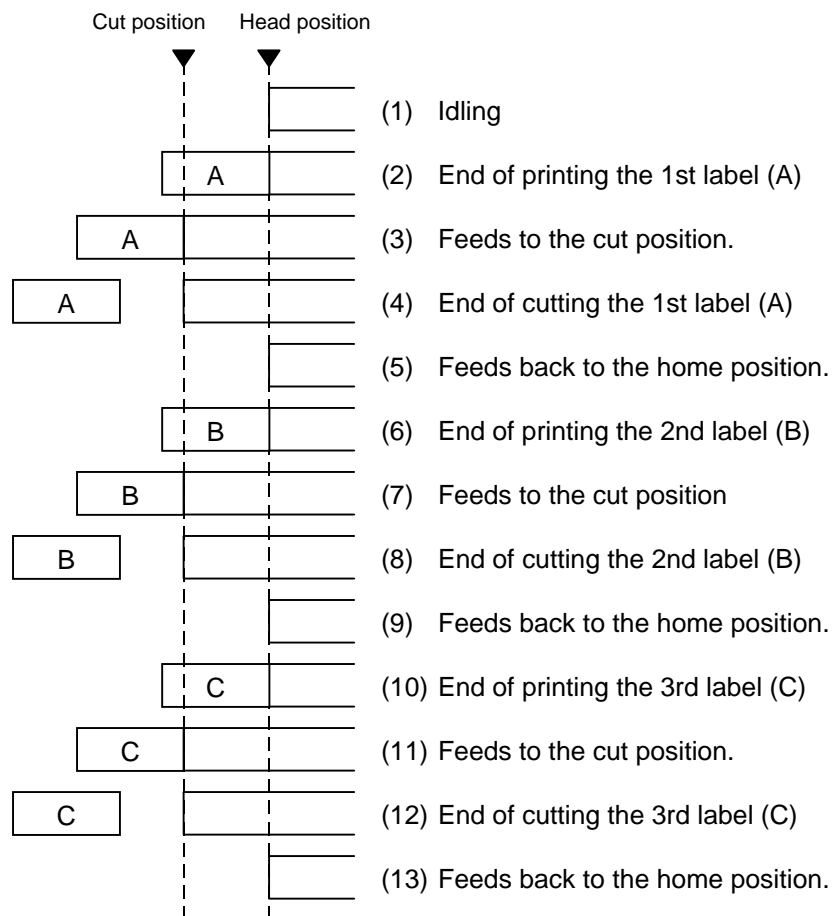 Cut position Head position
(1) Idling
A (2) End of printing the 1st label (A)
A (3) Feeds to the cut position.
A (4) End of cutting the 1st label (A)
(5) Feeds back to the home position.
B (6) End of printing the 2nd label (B)
B (7) Feeds to the cut position
B (8) End of cutting the 2nd label (B)
(9) Feeds back to the home position.
C (10) End of printing the 3rd label (C)
C (11) Feeds to the cut position.
C (12) End of cutting the 3rd label (C)
(13) Feeds back to the home position.